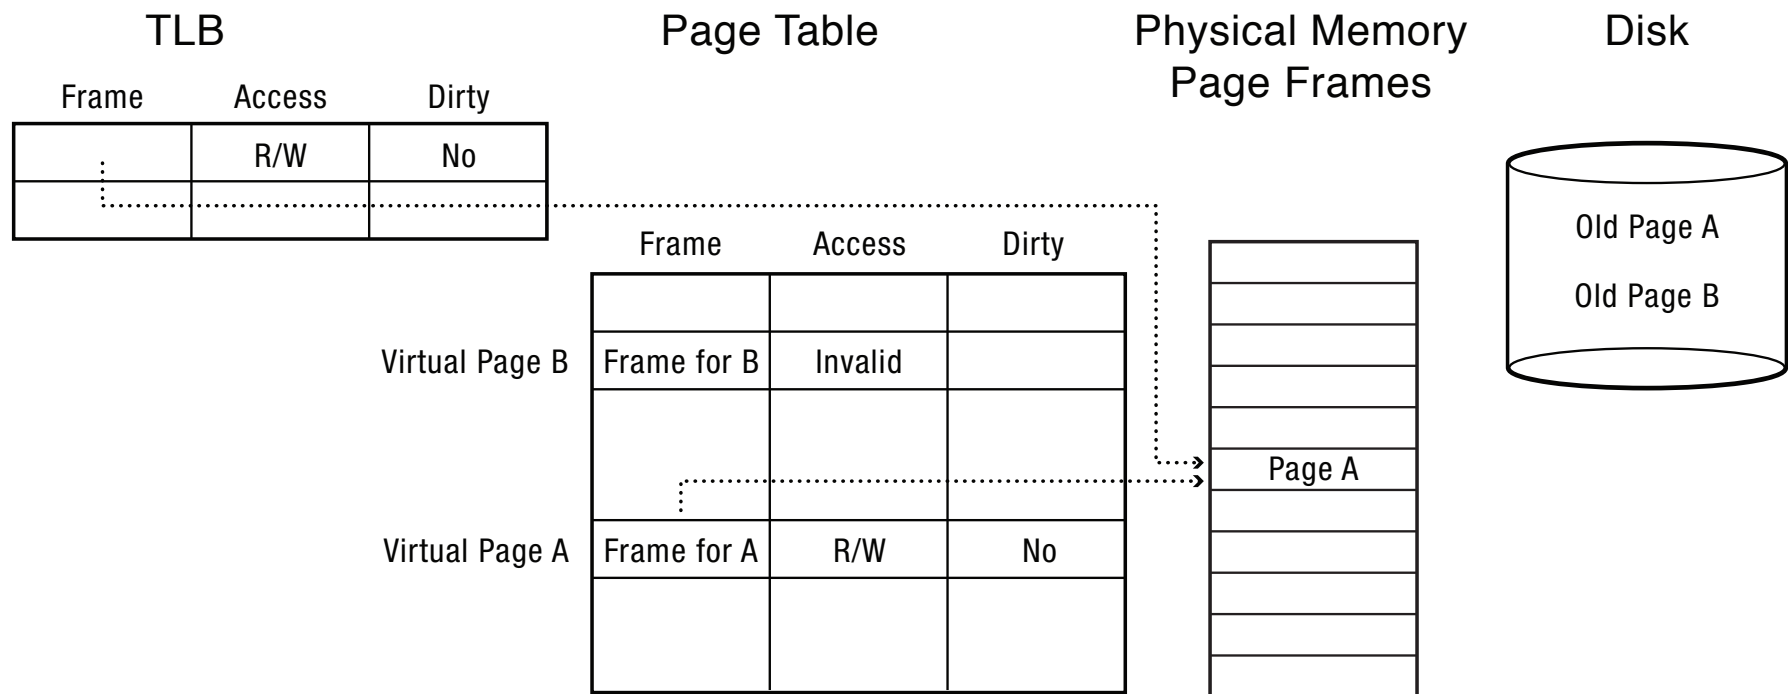 TLB
Page Table
Physical Memory
Page Frames
Disk
Frame Access Dirty
R/W No
Frame Access Dirty
Virtual Page B Frame for B Invalid
Virtual Page A Frame for A R/W No
Page A
Old Page A
Old Page B